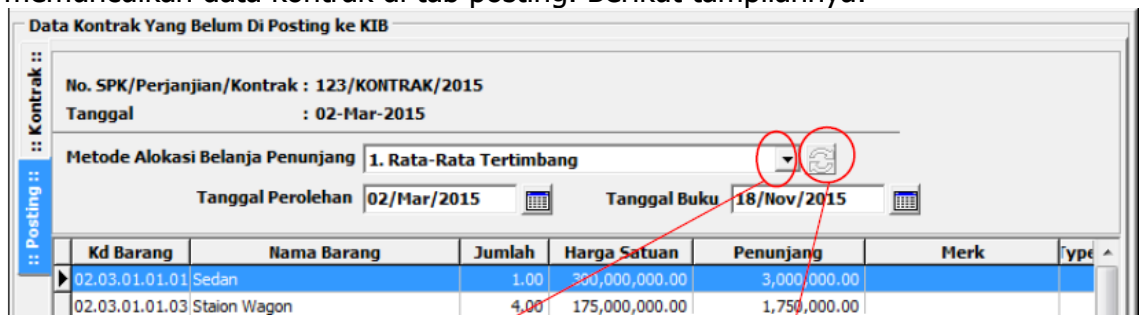 memunculkan data kontrak di tab posting. Berikut tampilannya:
Data Kontrak Yang Belum Di Posting ke KIB
:: Kontrak ::
:: Posting ::
No. SPK/Perjanjian/Kontrak : 123/KONTRAK/2015
Tanggal : 02-Mar-2015
Metode Alokasi Belanja Penunjang 1. Rata-Rata Tertimbang
Tanggal Perolehan 02/Mar/2015 Tanggal Buku 18/Nov/2015
Kd Barang Nama Barang Jumlah Harga Satuan Penunjang Merk Type
02.03.01.01.01 Sedan 1.00 300,000,000.00 3,000,000.00
02.03.01.01.03 Staion Wagon 4.00 175,000,000.00 1,750,000.00